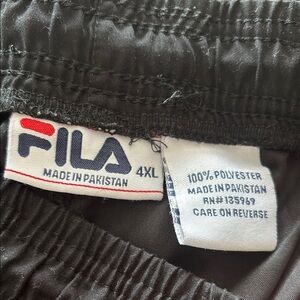 FILA
4XL
MADE IN PAKISTAN
100% POLYESTER
MADE IN PAKISTAN
RN#135969
CARE ON REVERSE